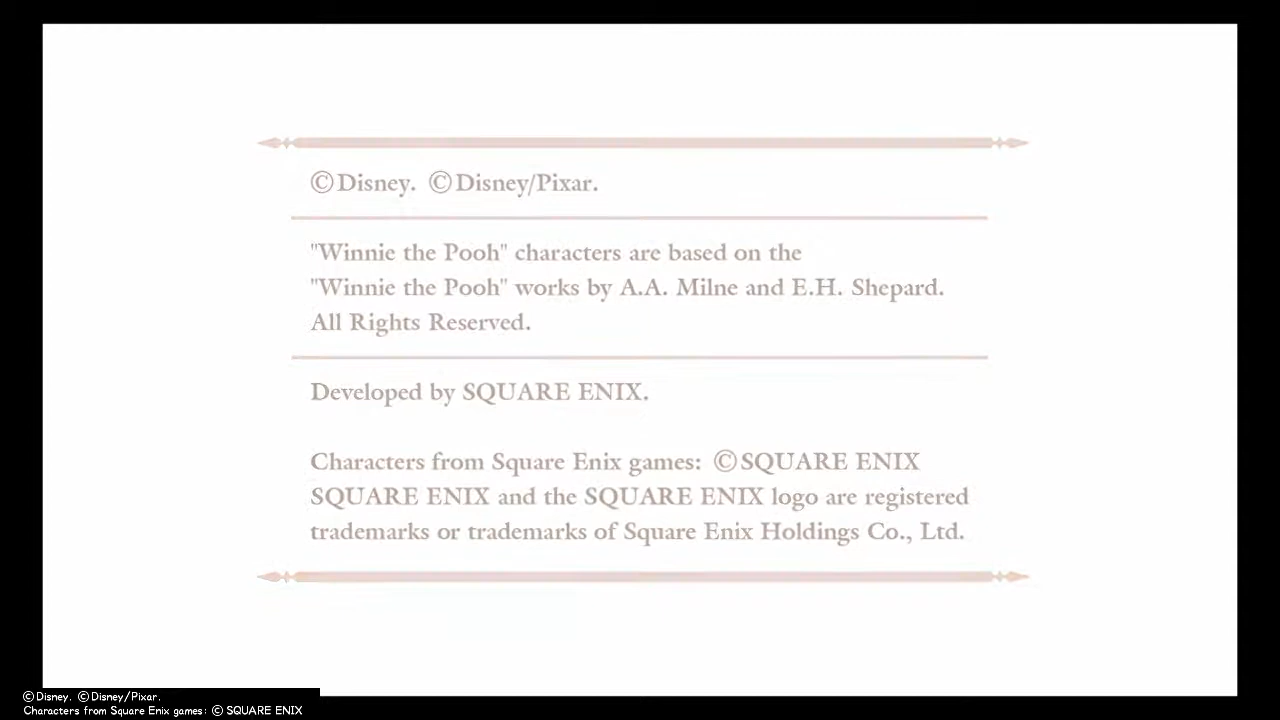 ©Disney. ©Disney/Pixar.
"Winnie the Pooh" characters are based on the
"Winnie the Pooh" works by A.A. Milne and E.H. Shepard.
All Rights Reserved.
Developed by SQUARE ENIX.
Characters from Square Enix games: ©SQUARE ENIX
SQUARE ENIX and the SQUARE ENIX logo are registered
trademarks or trademarks of Square Enix Holdings Co., Ltd.
©Disney. ©Disney/Pixar.
Characters from Square Enix games: © SQUARE ENIX